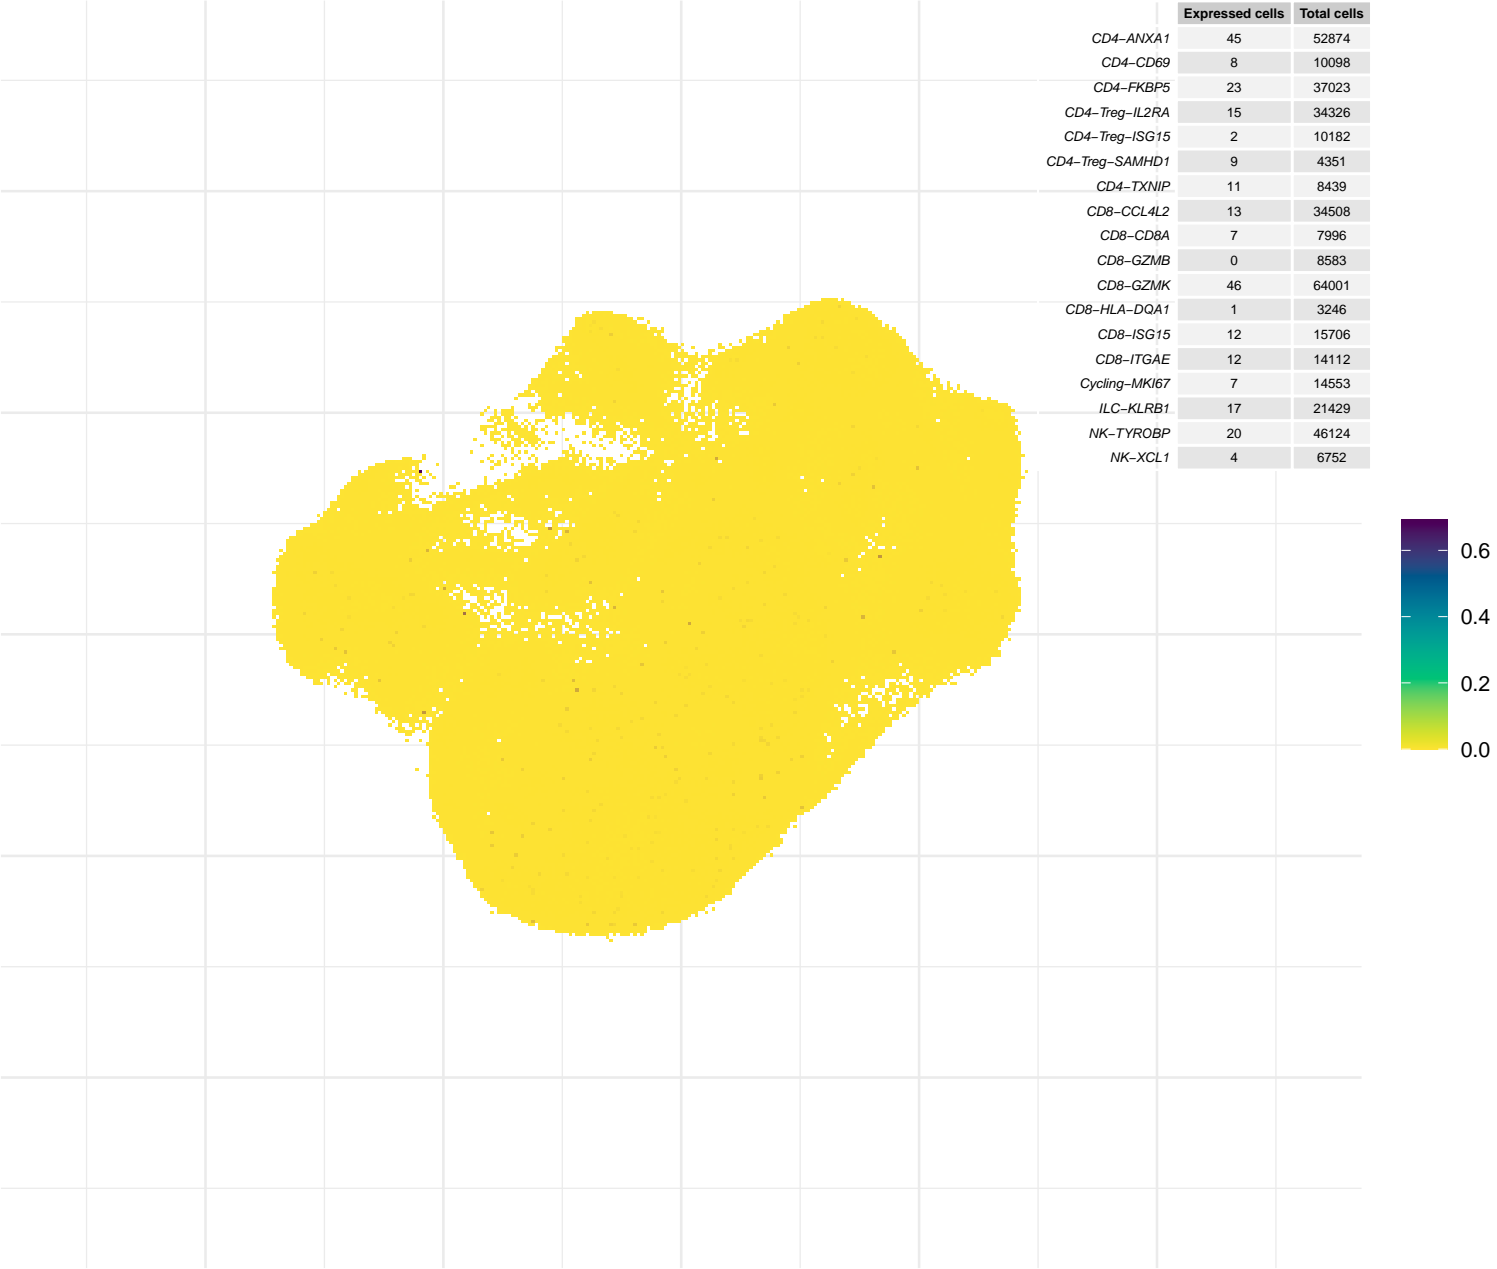 Expressed cells Total cells
CD4−ANXA1 45 52874
CD4−CD69 8 10098
CD4−FKBP5 23 37023
CD4−Treg−IL2RA 15 34326
CD4−Treg−ISG15 2 10182
CD4−Treg−SAMHD1 9 4351
CD4−TXNIP 11 8439
CD8−CCL4L2 13 34508
CD8−CD8A 7 7996
CD8−GZMB 0 8583
CD8−GZMK 46 64001
CD8−HLA−DQA1 1 3246
CD8−ISG15 12 15706
CD8−ITGAE 12 14112
Cycling−MKI67 7 14553
ILC−KLRB1 17 21429
NK−TYROBP 20 46124
NK−XCL1 4 6752
0.6
0.4
0.2
0.0